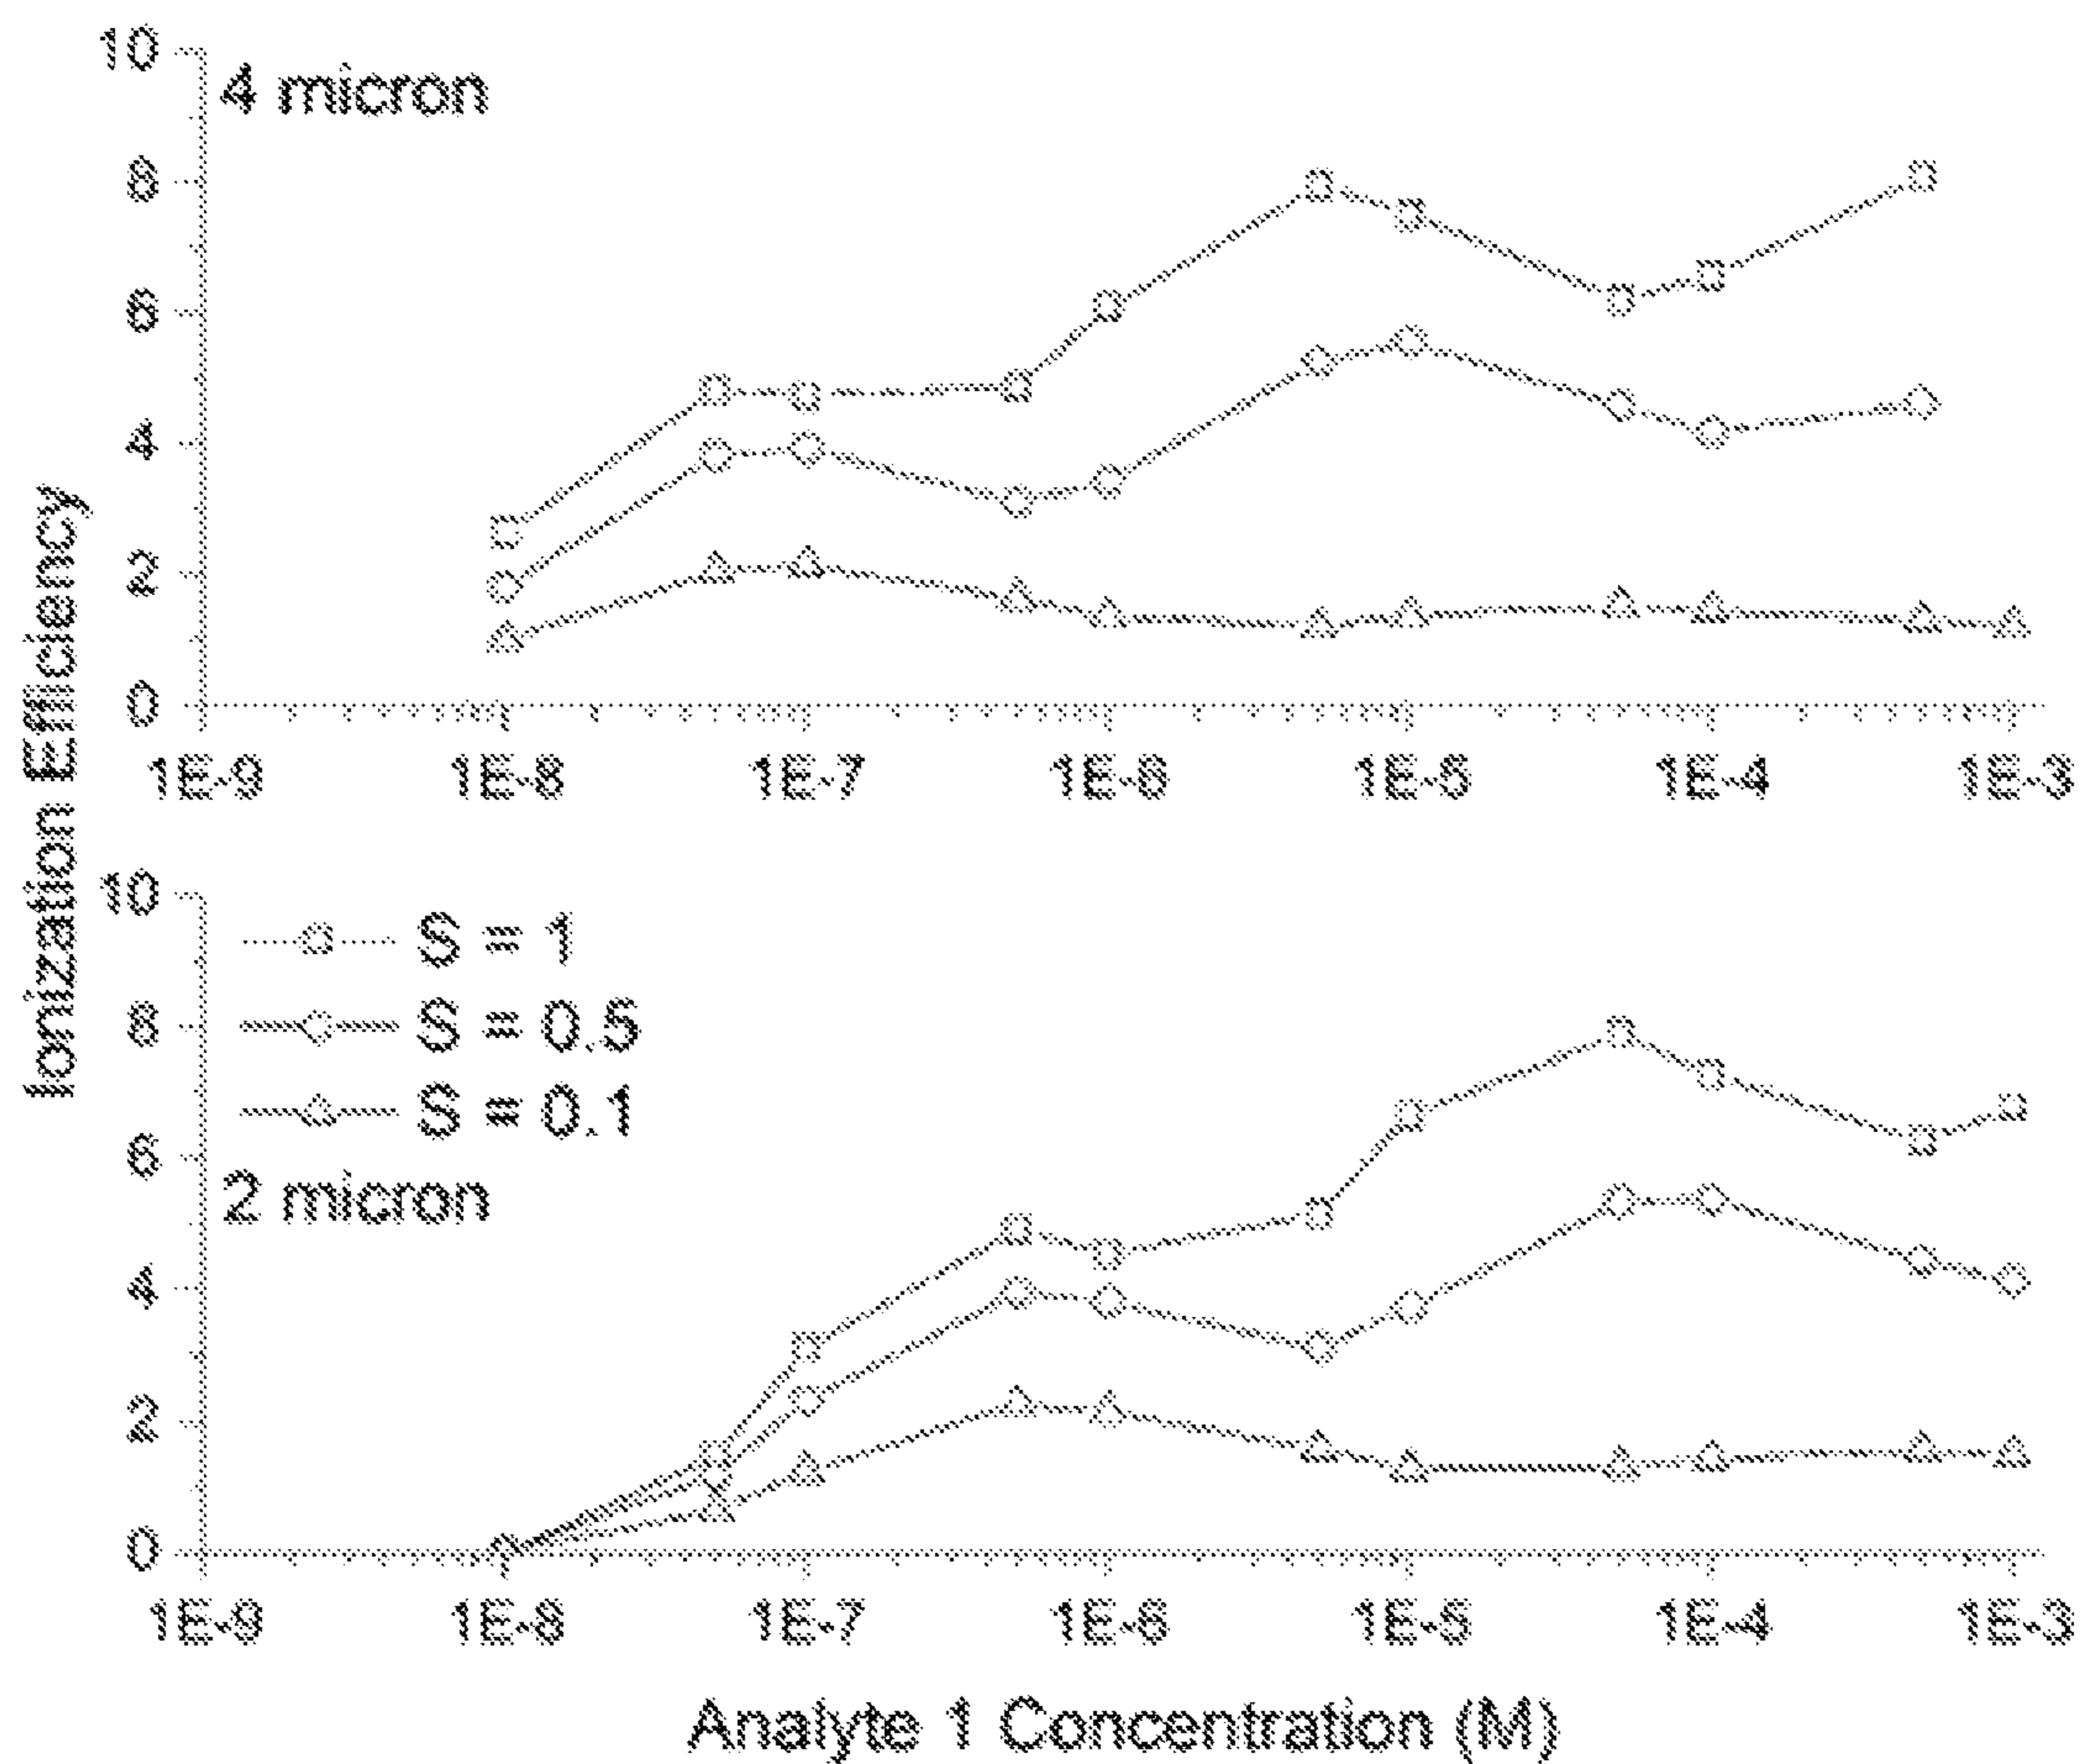 10
4 micron
8
6
4
2
0
1E-9 1E-8 1E-7 1E-6 1E-5 1E-4 1E-3
Ionization Efficiency
10
S = 1
8
S = 0.5
S = 0.1
6
2 micron
4
2
0
1E-9 1E-8 1E-7 1E-6 1E-5 1E-4 1E-3
Analyte 1 Concentration (M)